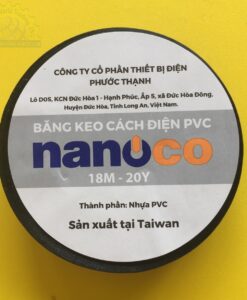 CÔNG TY CỔ PHẦN THIẾT BỊ ĐIỆN
PHƯỚC THẠNH
Lô D05, KCN Đức Hòa 1 - Hạnh Phúc, Ấp 5, xã Đức Hòa Đông,
Huyện Đức Hòa, Tỉnh Long An, Việt Nam.
BĂNG KEO CÁCH ĐIỆN PVC
nanoco
18M - 20Y
Thành phần: Nhựa PVC
Sản xuất tại Taiwan